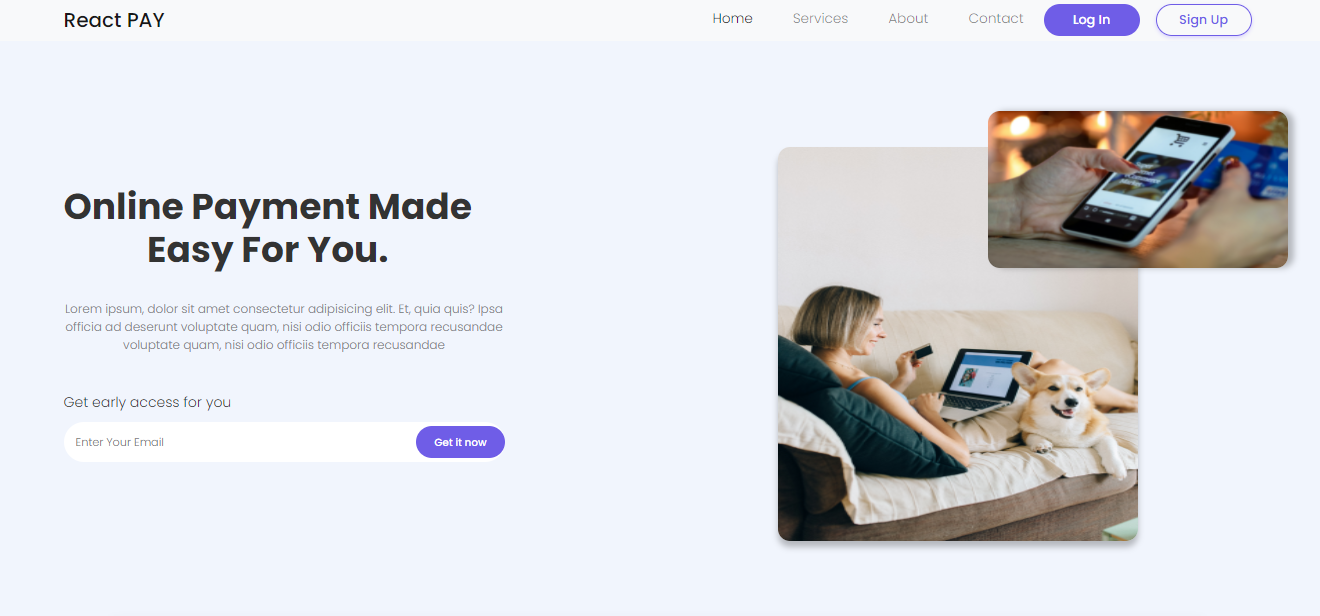 React PAY
Home Services About Contact Log In Sign Up
Online Payment Made
Easy For You.
Lorem ipsum, dolor sit amet consectetur adipisicing elit. Et, quia quis? Ipsa
officia ad deserunt voluptate quam, nisi odio officiis tempora recusandae
voluptate quam, nisi odio officiis tempora recusandae
Get early access for you
Enter Your Email
Get it now